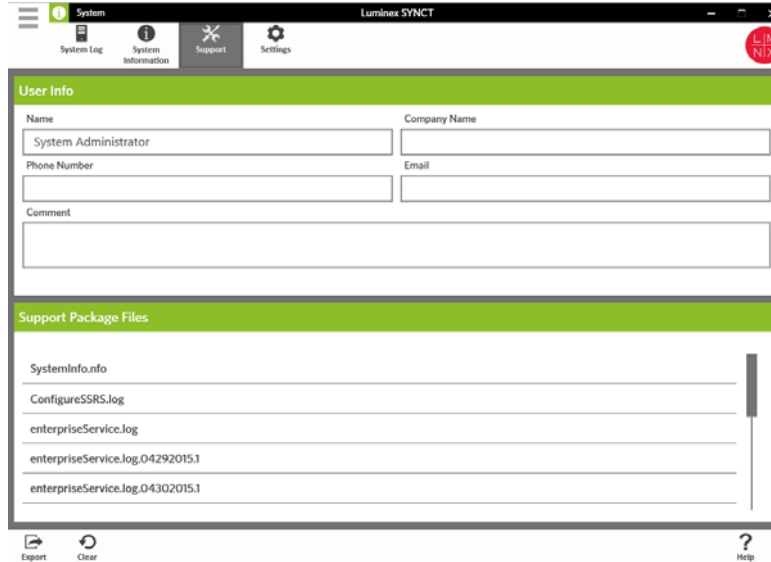 System
Luminex SYNCT
System Log
System Information
Support
Settings
User Info
Name
Company Name
System Administrator
Phone Number
Email
Comment
Support Package Files
SystemInfo.nfo
ConfigureSSRS.log
enterpriseService.log
enterpriseService.log.04292015.1
enterpriseService.log.04302015.1
Export
Clear
Help